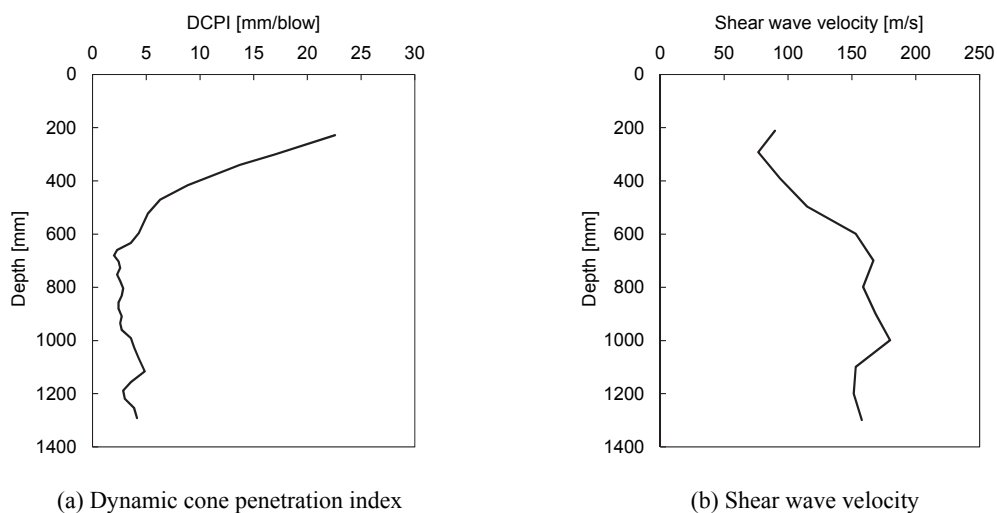 DCPI [mm/blow]
0 5 10 15 20 25 30
0
200
400
600
800
1000
1200
1400
Depth [mm]
(a) Dynamic cone penetration index
Shear wave velocity [m/s]
0 50 100 150 200 250
0
200
400
600
800
1000
1200
1400
Depth [mm]
(b) Shear wave velocity